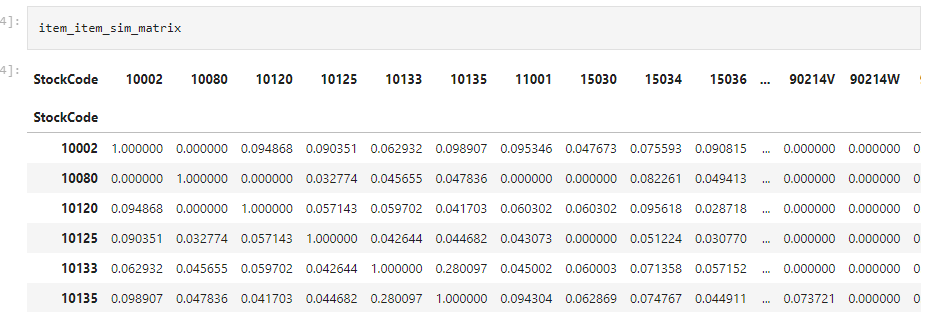 4]:
item_item_sim_matrix
4]:
StockCode 10002 10080 10120 10125 10133 10135 11001 15030 15034 15036 ... 90214V 90214W
StockCode
10002 1.000000 0.000000 0.094868 0.090351 0.062932 0.098907 0.095346 0.047673 0.075593 0.090815 ... 0.000000 0.000000 0
10080 0.000000 1.000000 0.000000 0.032774 0.045655 0.047836 0.000000 0.000000 0.082261 0.049413 ... 0.000000 0.000000 0
10120 0.094868 0.000000 1.000000 0.057143 0.059702 0.041703 0.060302 0.060302 0.095618 0.028718 ... 0.000000 0.000000 0
10125 0.090351 0.032774 0.057143 1.000000 0.042644 0.044682 0.043073 0.000000 0.051224 0.030770 ... 0.000000 0.000000 0
10133 0.062932 0.045655 0.059702 0.042644 1.000000 0.280097 0.045002 0.060003 0.071358 0.057152 ... 0.000000 0.000000 0
10135 0.098907 0.047836 0.041703 0.044682 0.280097 1.000000 0.094304 0.062869 0.074767 0.044911 ... 0.073721 0.000000 0